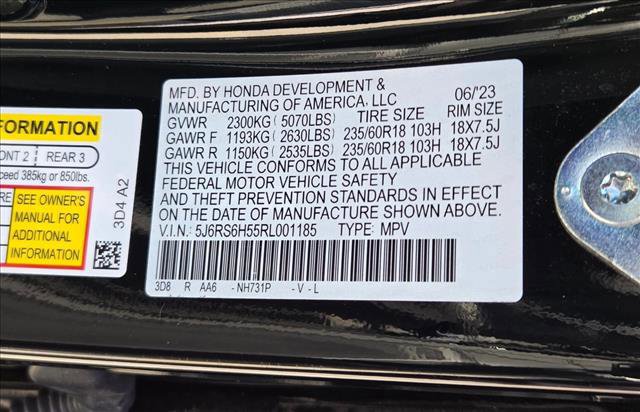 FORMATION
ONT 2 REAR 3
ceed 385kg or 850lbs.
RE
SEE OWNER'S
MANUAL FOR
ADDITIONAL
INFORMATION
3D4 A2
MFD. BY HONDA DEVELOPMENT &
MANUFACTURING OF AMERICA, LLC 06/'23
GVWR 2300KG ( 5070LBS) TIRE SIZE RIM SIZE
GAWR F 1193KG ( 2630LBS) 235/60R18 103H 18X7.5J
GAWR R 1150KG ( 2535LBS) 235/60R18 103H 18X7.5J
THIS VEHICLE CONFORMS TO ALL APPLICABLE
FEDERAL MOTOR VEHICLE SAFETY
AND THEFT PREVENTION STANDARDS IN EFFECT
ON THE DATE OF MANUFACTURE SHOWN ABOVE.
V.I.N.: 5J6RS6H55RL001185 TYPE: MPV
3D8 R AA6 - NH731P - V - L